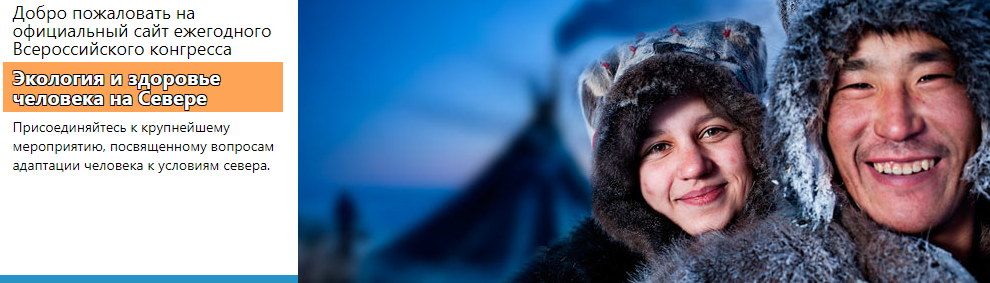 Добро пожаловать на
официальный сайт ежегодного
Всероссийского конгресса
Экология и здоровье
человека на Севере
Присоединяйтесь к крупнейшему
мероприятию, посвященному вопросам
адаптации человека к условиям севера.